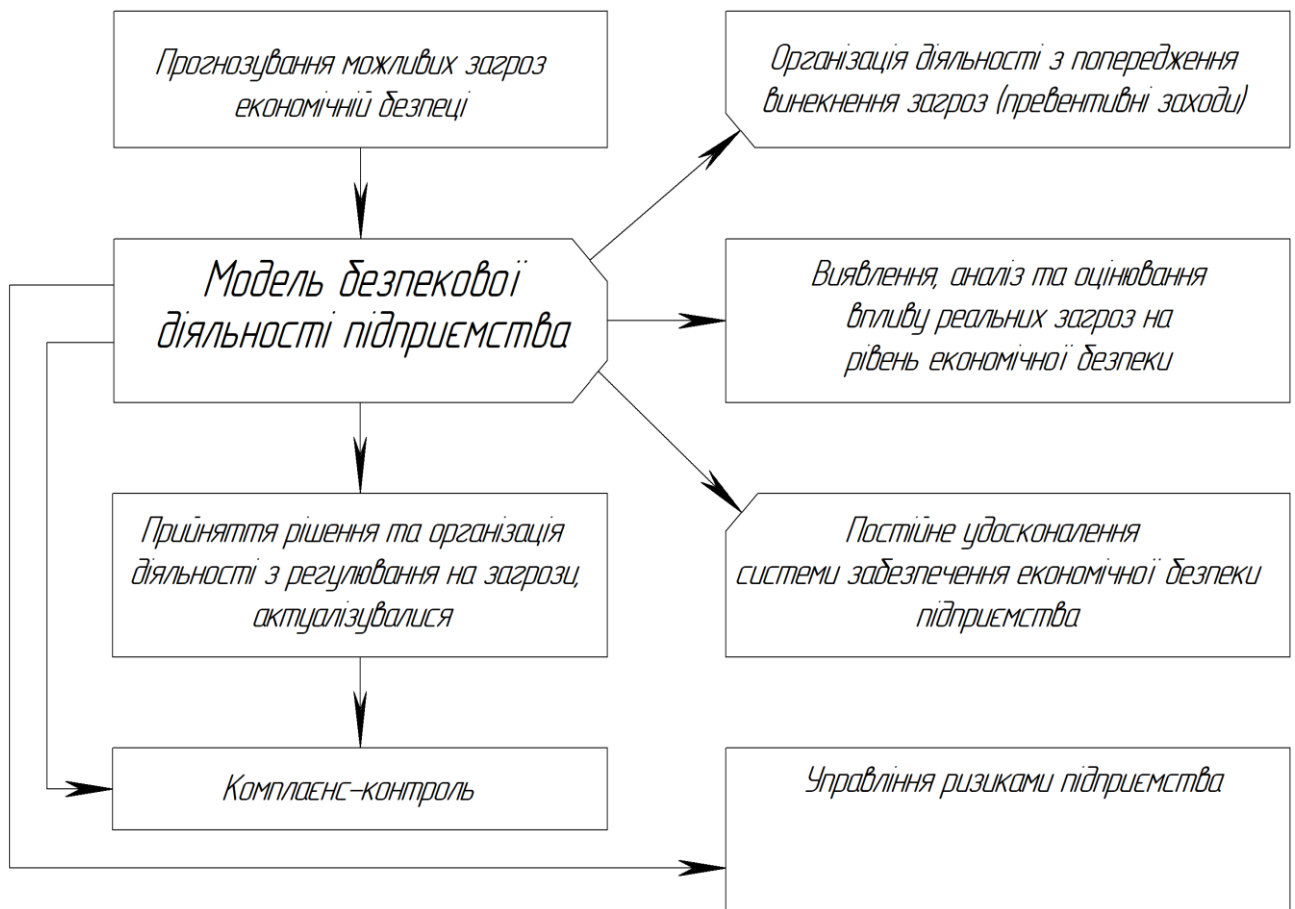 Прогнозування можливих загроз
економічній безпеці
Організація діяльності з попередження
винекнення загроз (превентивні заходи)
Модель безпекової
діяльності підприємства
Виявлення, аналіз та оцінювання
впливу реальних загроз на
рівень економічної безпеки
Прийняття рішення та організація
діяльності з регулювання на загрози,
актуалізувалися
Постійне удосконалення
системи забезпечення економічної безпеки
підприємства
Комплаєнс-контроль
Управління ризиками підприємства